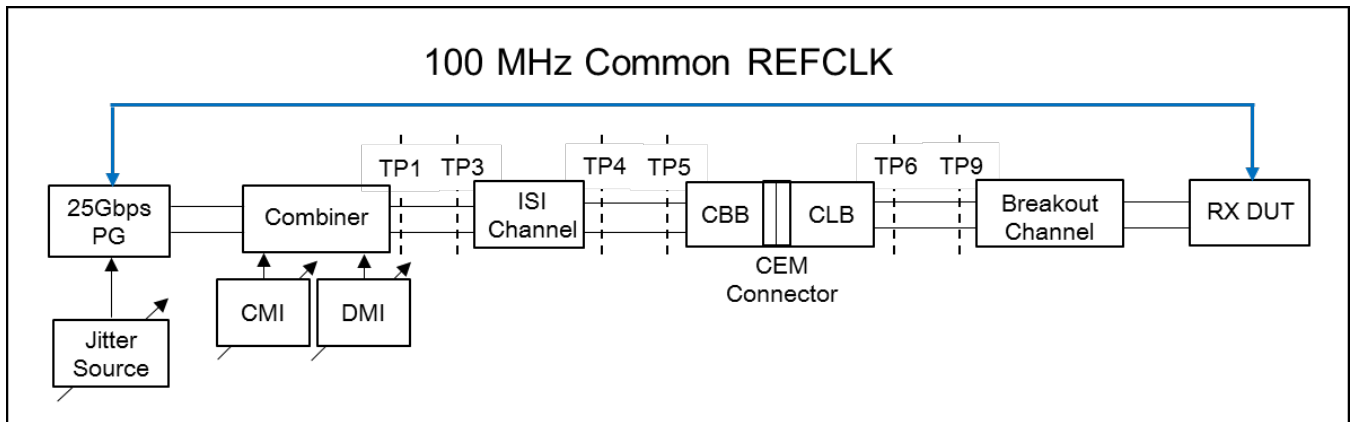 100 MHz Common REFCLK
TP1 TP3
TP4 TP5
TP6 TP9
25Gbps
PG
Combiner
ISI
Channel
CBB
CLB
Breakout
Channel
RX DUT
CEM
Connector
CMI
DMI
Jitter
Source